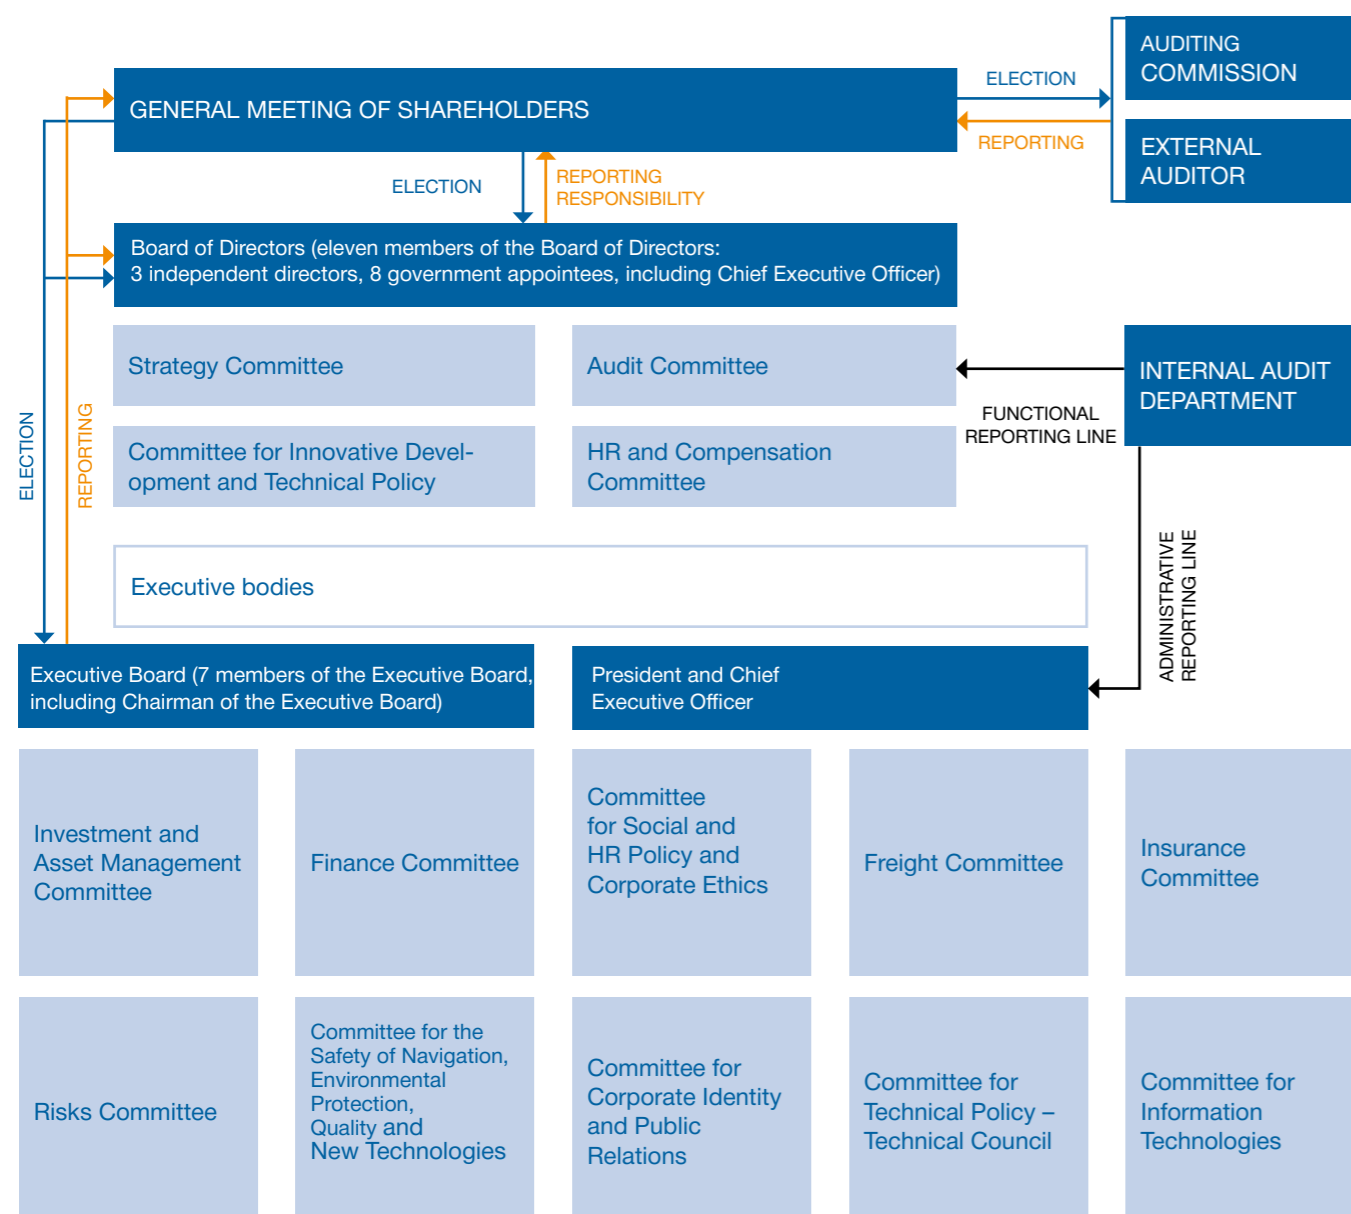 AUDITING
COMMISSION
ELECTION
GENERAL MEETING OF SHAREHOLDERS
REPORTING
EXTERNAL
AUDITOR
ELECTION
REPORTING
RESPONSIBILITY
Board of Directors (eleven members of the Board of Directors:
3 independent directors, 8 government appointees, including Chief Executive Officer)
Strategy Committee
Audit Committee
INTERNAL AUDIT
DEPARTMENT
FUNCTIONAL
REPORTING LINE
ELECTION
REPORTING
Committee for Innovative Devel-
opment and Technical Policy
HR and Compensation
Committee
ADMINISTRATIVE
REPORTING LINE
Executive bodies
Executive Board (7 members of the Executive Board,
including Chairman of the Executive Board)
President and Chief
Executive Officer
Investment and
Asset Management
Committee
Finance Committee
Committee
for Social and
HR Policy and
Corporate Ethics
Freight Committee
Insurance
Committee
Risks Committee
Committee for the
Safety of Navigation,
Environmental
Protection,
Quality and
New Technologies
Committee for
Corporate Identity
and Public
Relations
Committee for
Technical Policy –
Technical Council
Committee for
Information
Technologies